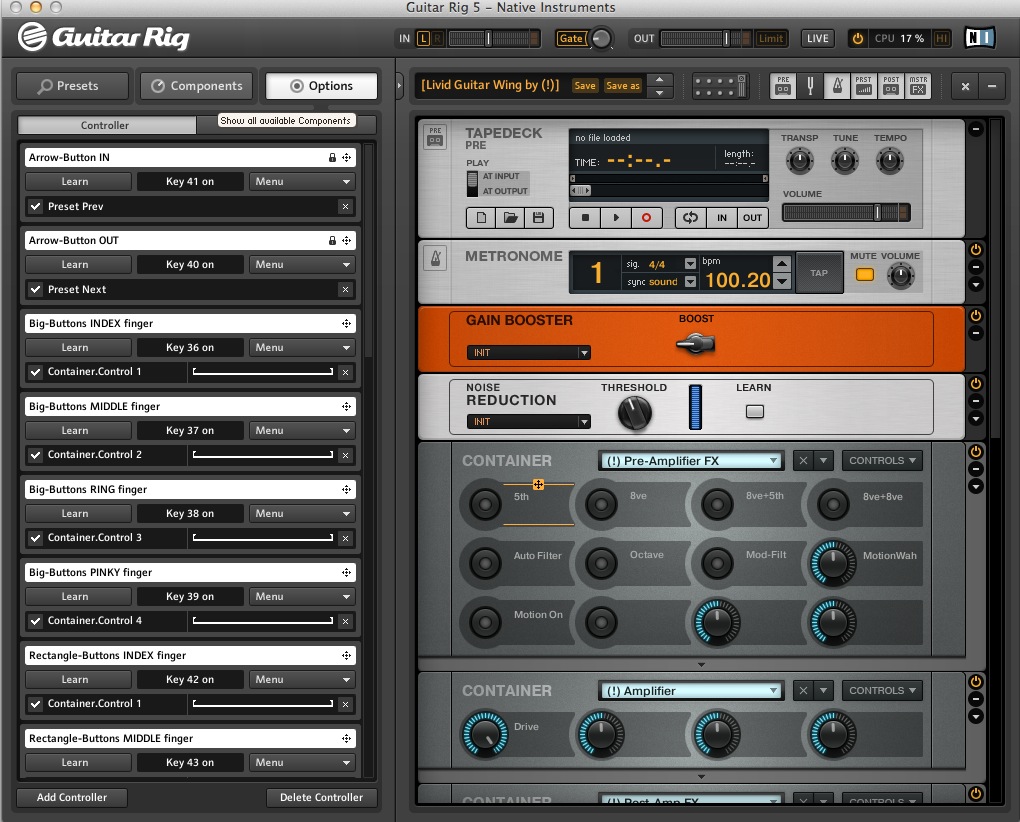 Guitar Rig 5 - Native Instruments
Guitar Rig
IN L R Gate OUT Limit LIVE CPU 17 % HI NI
Presets Components Options
[Livid Guitar Wing by (!)] Save Save as
PRE PRST POST MSTR FX
Controller
Show all available Components
Arrow-Button IN
Learn Key 41 on Menu
Preset Prev
Arrow-Button OUT
Learn Key 40 on Menu
Preset Next
Big-Buttons INDEX finger
Learn Key 36 on Menu
Container.Control 1
Big-Buttons MIDDLE finger
Learn Key 37 on Menu
Container.Control 2
Big-Buttons RING finger
Learn Key 38 on Menu
Container.Control 3
Big-Buttons PINKY finger
Learn Key 39 on Menu
Container.Control 4
Rectangle-Buttons INDEX finger
Learn Key 42 on Menu
Container.Control 1
Rectangle-Buttons MIDDLE finger
Learn Key 43 on Menu
Add Controller Delete Controller
PRE
TAPEDECK
PRE
PLAY
AT INPUT
AT OUTPUT
no file loaded
TIME: --:--.-
length:
--:--.-
IN OUT
TRANSP TUNE TEMPO
VOLUME
METRONOME
1
sig. 4/4
sync sound
bpm
100.20
TAP
MUTE VOLUME
GAIN BOOSTER
INIT
BOOST
NOISE
REDUCTION
INIT
THRESHOLD
LEARN
CONTAINER (!) Pre-Amplifier FX CONTROLS
5th 8ve 8ve+5th 8ve+8ve
Auto Filter Octave Mod-Filt MotionWah
Motion On
CONTAINER (!) Amplifier CONTROLS
Drive
CONTAINER (!) Post-Amp FX CONTROLS